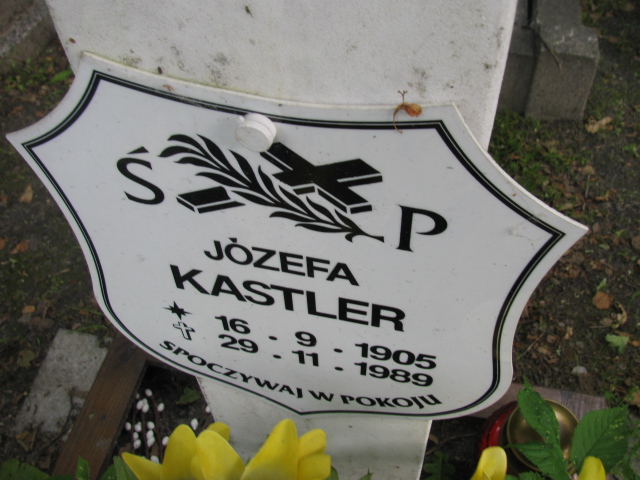 Ś P
JÓZEFA
KASTLER
16 · 9 · 1905
29 · 11 · 1989
SPOCZYWAJ W POKOJU